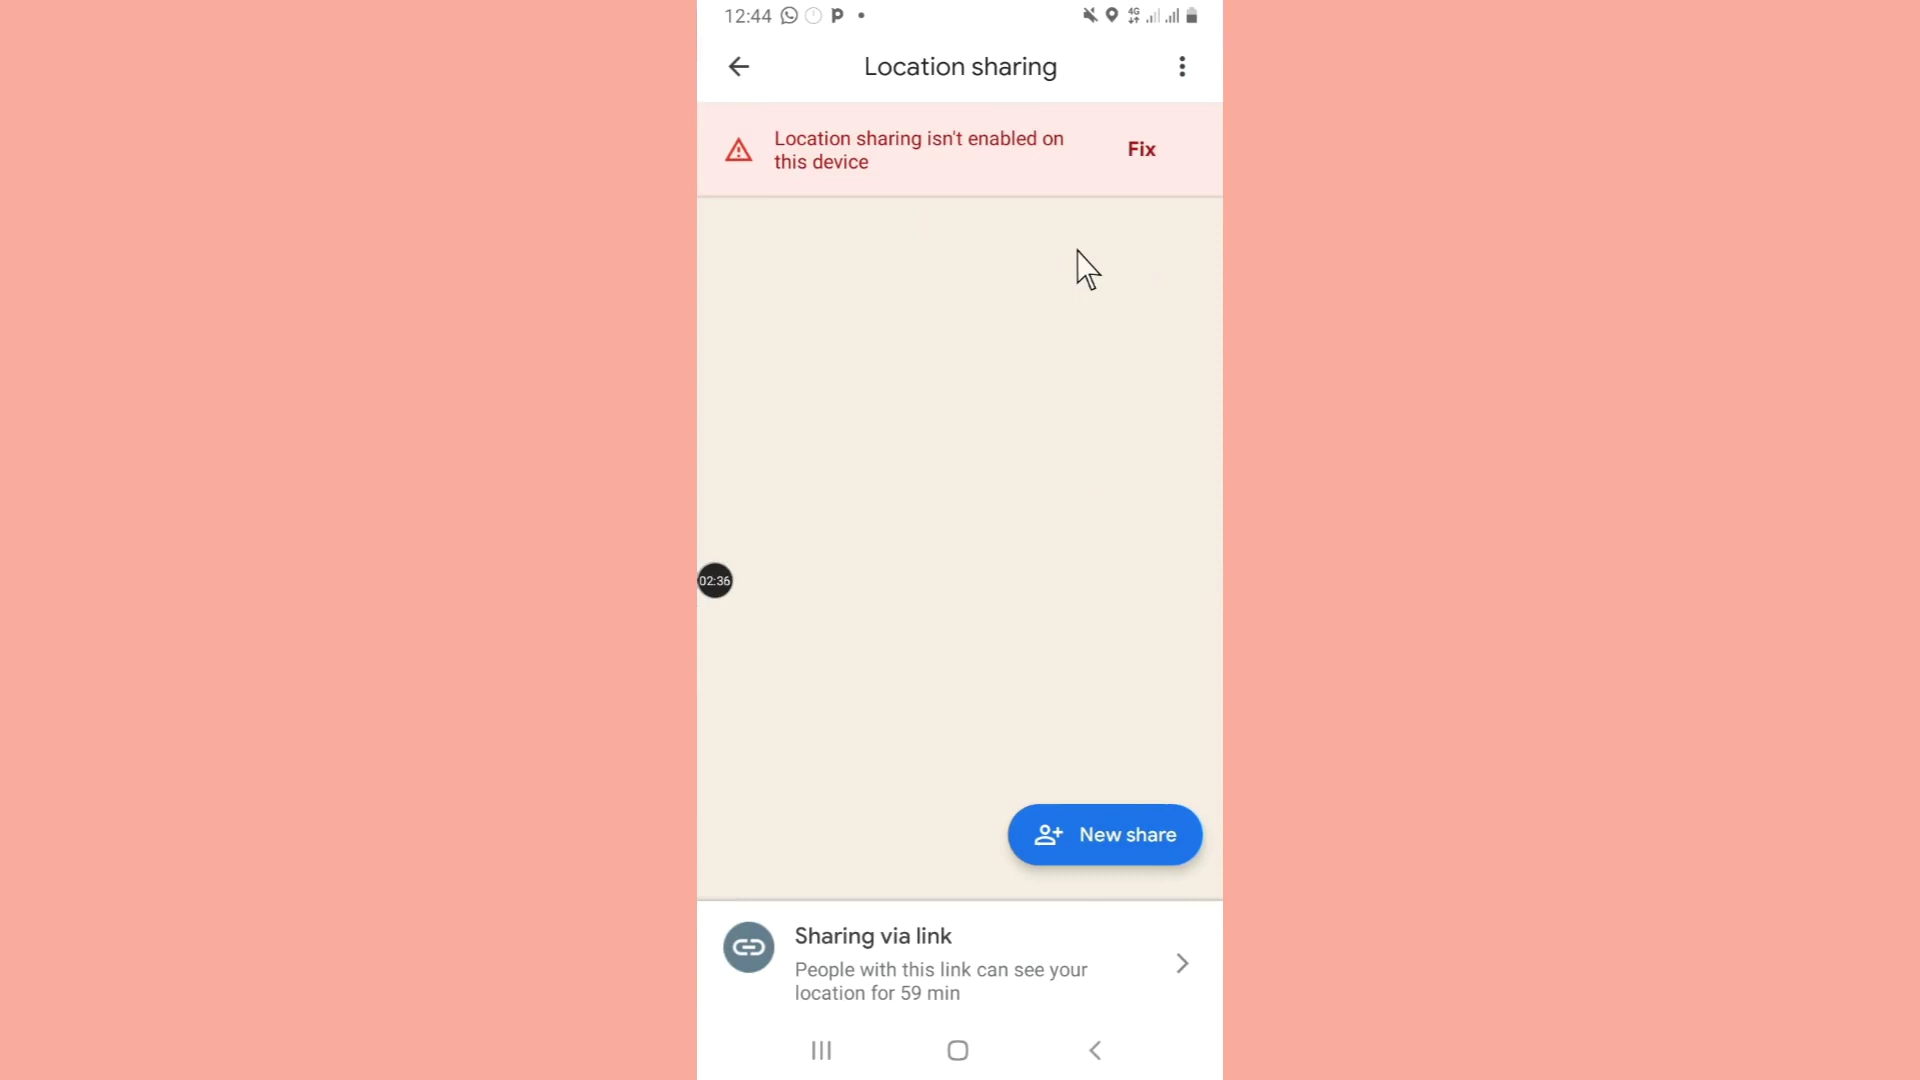 12:44
4G
Location sharing
Location sharing isn't enabled on
this device
Fix
02:36
New share
Sharing via link
People with this link can see your
location for 59 min